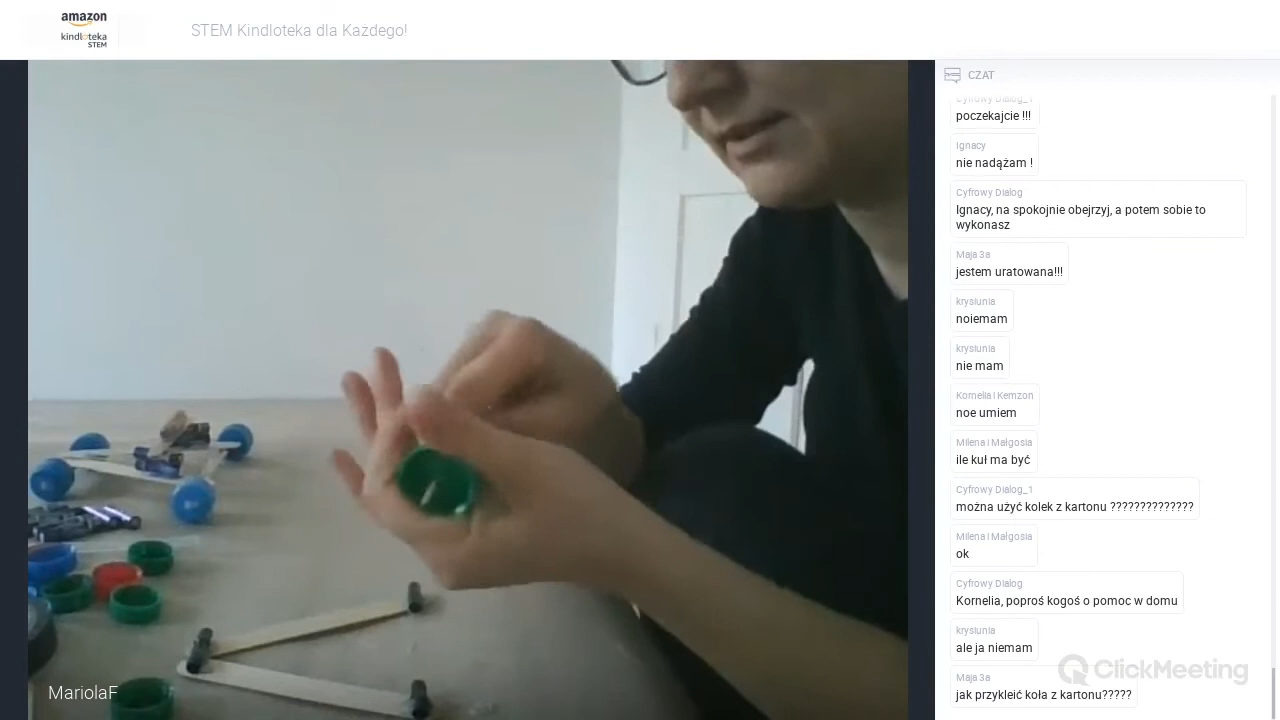 amazon
kindloteka
STEM
STEM Kindloteka dla Każdego!
CZAT
Cyfrowy Dialog_1
poczekajcie !!!
Ignacy
nie nadążam !
Cyfrowy Dialog
Ignacy, na spokojnie obejrzyj, a potem sobie to
wykonasz
Maja 3a
jestem uratowana!!!
krysiunia
noiemam
krysiunia
nie mam
Kornelia i Kemzon
noe umiem
Milena i Małgosia
ile kuł ma być
Cyfrowy Dialog_1
można użyć kolek z kartonu ??????????????
Milena i Małgosia
ok
Cyfrowy Dialog
Kornelia, poproś kogoś o pomoc w domu
krysiunia
ale ja niemam
Maja 3a
jak przykleić koła z kartonu?????
ClickMeeting
MariolaF